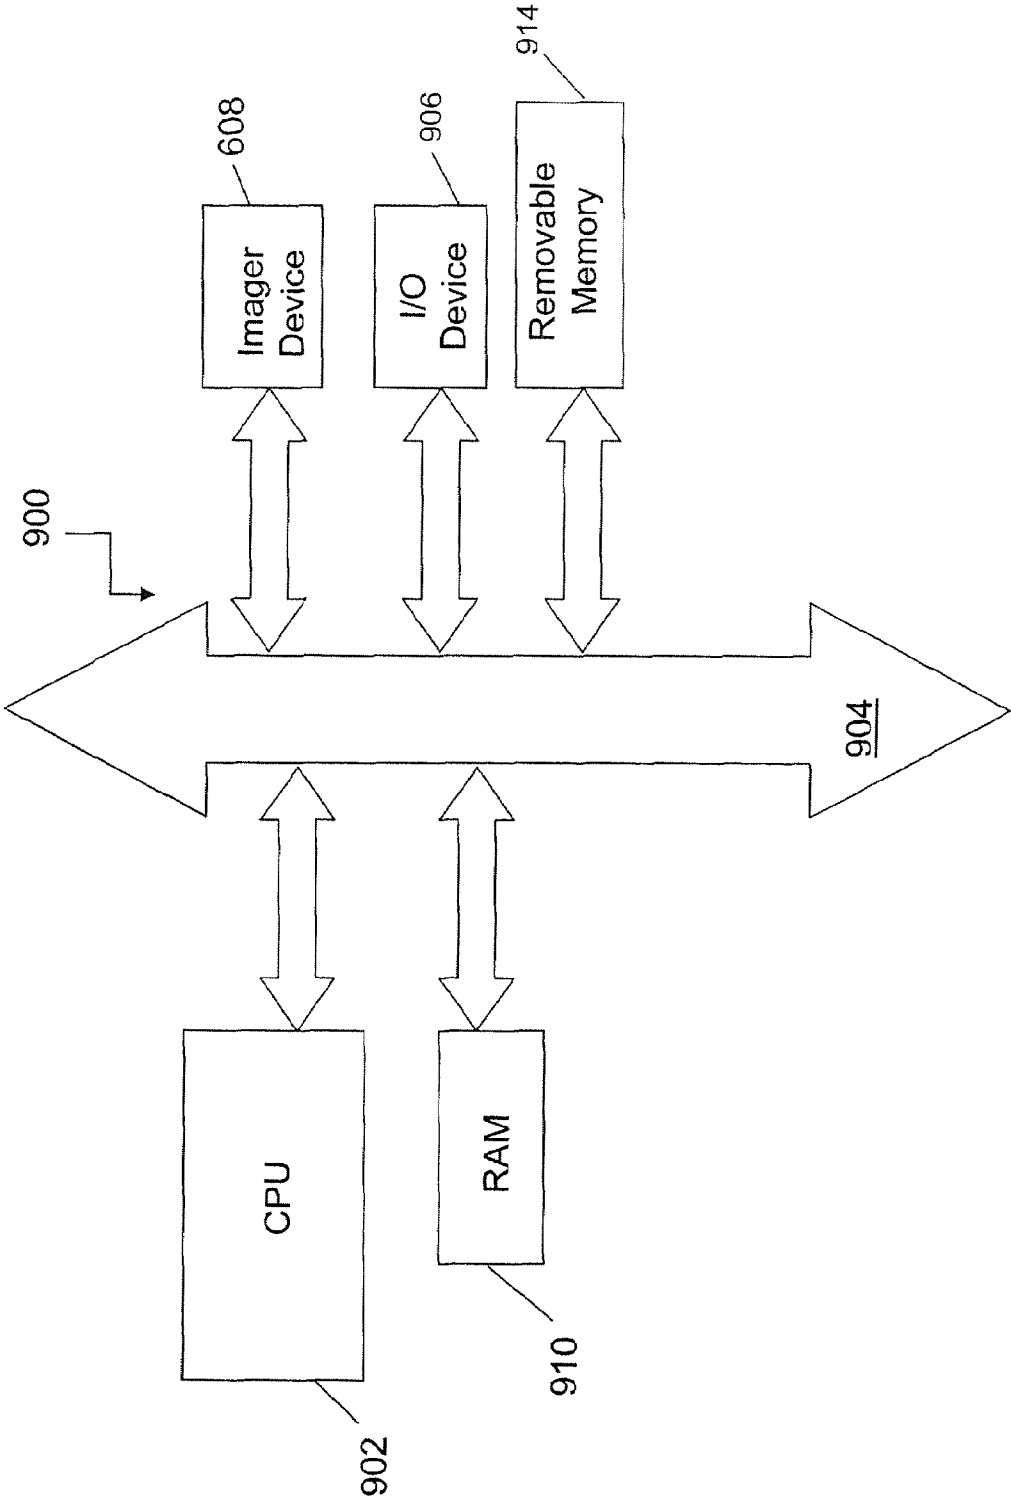 900
CPU
902
RAM
910
904
Imager
Device
608
I/O
Device
906
Removable
Memory
914